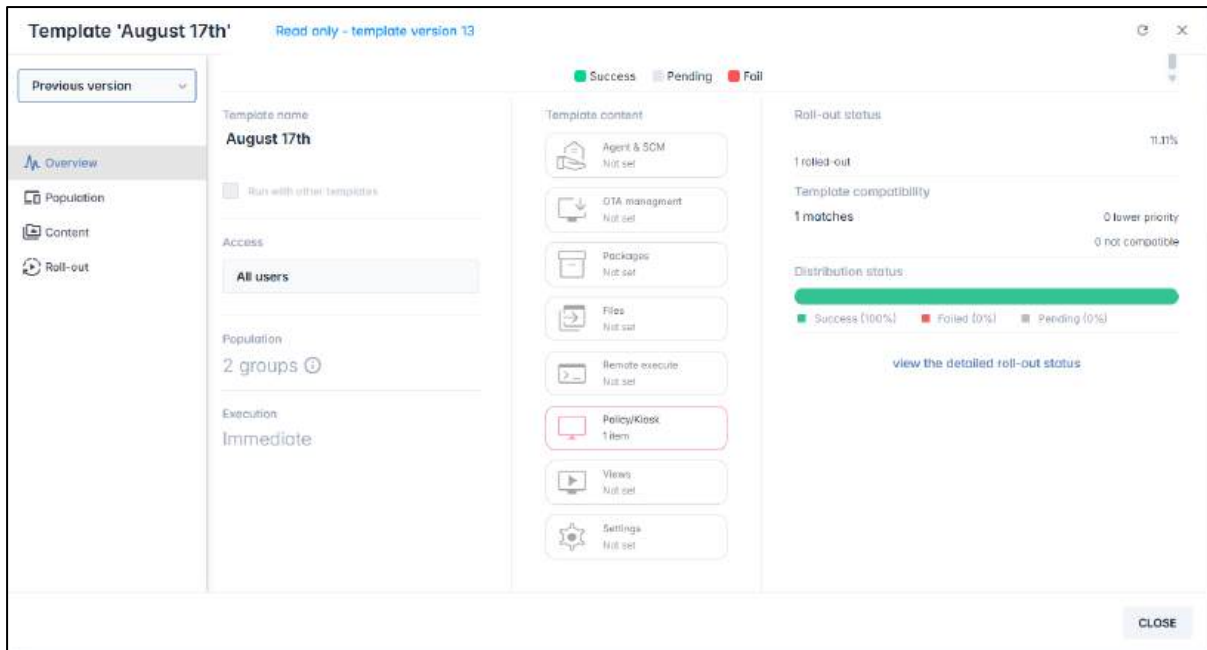 Template 'August 17th'
Read only - template version 13
Previous version
Overview
Population
Content
Roll-out
Success
Pending
Fail
Template name
August 17th
Run with other templates
Access
All users
Population
2 groups
Execution
Immediate
Template content
Agent & SCM
Not set
OTA managment
Not set
Packages
Not set
Files
Not set
Remote execute
Not set
Policy/Kiosk
1 item
Views
Not set
Settings
Not set
Roll-out status
11.11%
1 rolled-out
Template compatibility
1 matches
0 lower priority
0 not compatible
Distribution status
Success (100%)
Failed (0%)
Pending (0%)
view the detailed roll-out status
CLOSE